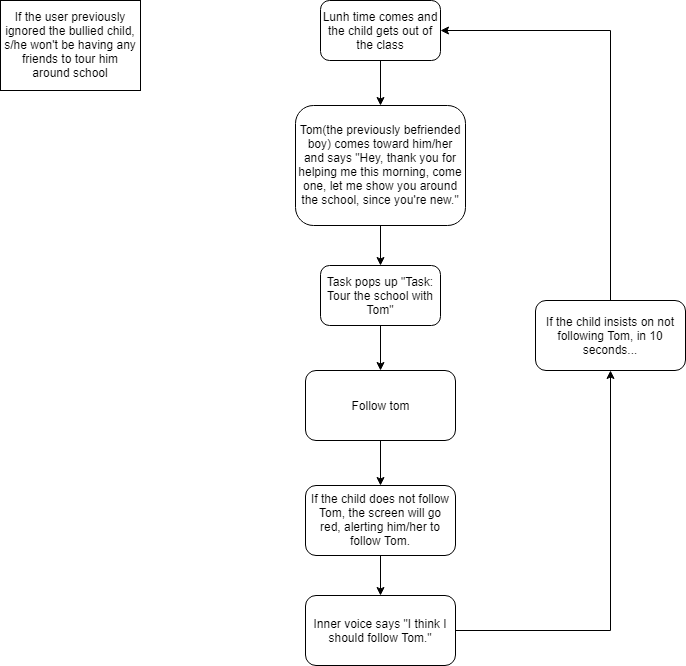 If the user previously
ignored the bullied child,
s/he won't be having any
friends to tour him
around school
Lunh time comes and
the child gets out of
the class
Tom(the previously befriended
boy) comes toward him/her
and says "Hey, thank you for
helping me this morning, come
one, let me show you around
the school, since you're new."
Task pops up "Task:
Tour the school with
Tom"
If the child insists on not
following Tom, in 10
seconds...
Follow tom
If the child does not follow
Tom, the screen will go
red, alerting him/her to
follow Tom.
Inner voice says "I think I
should follow Tom."